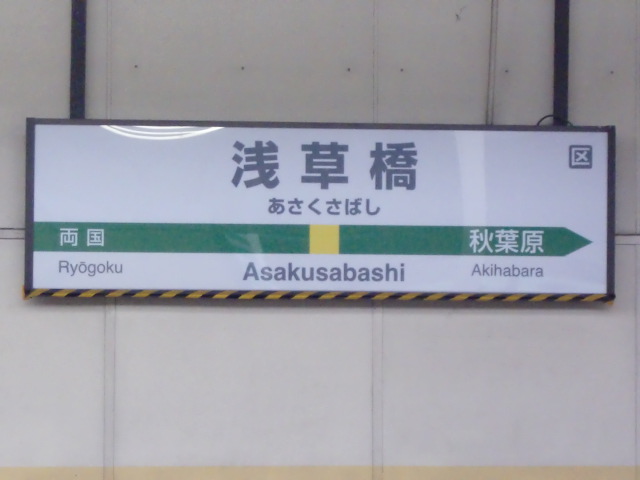 浅草橋
区
あさくさばし
両国
秋葉原
Ryōgoku
Asakusabashi
Akihabara